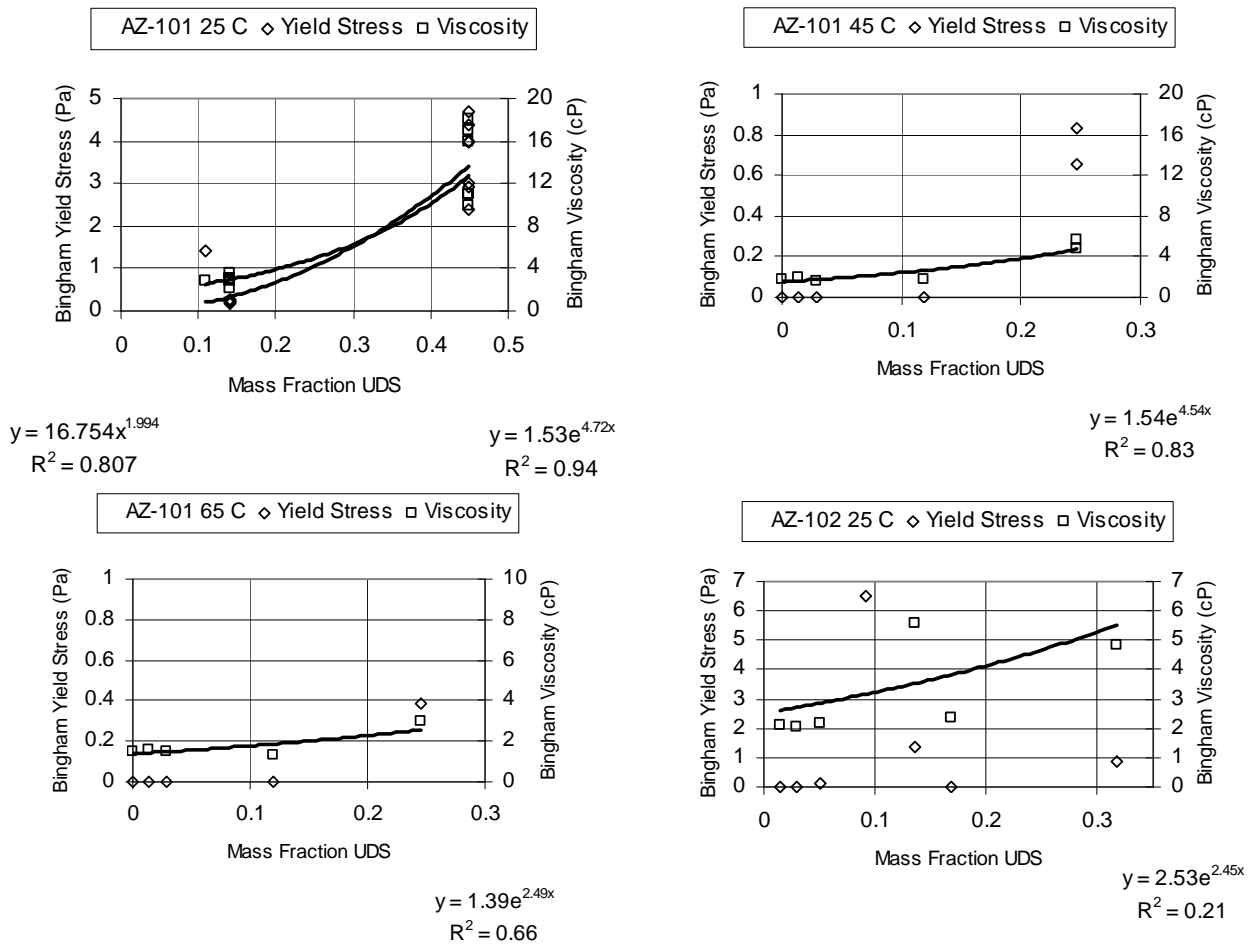 AZ-101 25 C ◇ Yield Stress □ Viscosity
Bingham Yield Stress (Pa)
5
4
3
2
1
0
20
16
12
8
4
0
Bingham Viscosity (cP)
0 0.1 0.2 0.3 0.4 0.5
Mass Fraction UDS
y = 16.754x^1.994
R^2 = 0.807
y = 1.53e^4.72x
R^2 = 0.94
AZ-101 45 C ◇ Yield Stress □ Viscosity
Bingham Yield Stress (Pa)
1
0.8
0.6
0.4
0.2
0
20
16
12
8
4
0
Bingham Viscosity (cP)
0 0.1 0.2 0.3
Mass Fraction UDS
y = 1.54e^4.54x
R^2 = 0.83
AZ-101 65 C ◇ Yield Stress □ Viscosity
Bingham Yield Stress (Pa)
1
0.8
0.6
0.4
0.2
0
10
8
6
4
2
0
Bingham Viscosity (cP)
0 0.1 0.2 0.3
Mass Fraction UDS
y = 1.39e^2.49x
R^2 = 0.66
AZ-102 25 C ◇ Yield Stress □ Viscosity
Bingham Yield Stress (Pa)
7
6
5
4
3
2
1
0
7
6
5
4
3
2
1
0
Bingham Viscosity (cP)
0 0.1 0.2 0.3
Mass Fraction UDS
y = 2.53e^2.45x
R^2 = 0.21